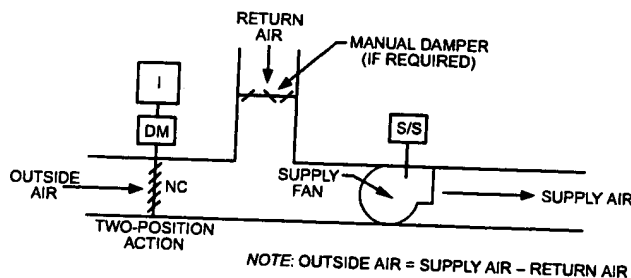 RETURN
AIR
MANUAL DAMPER
(IF REQUIRED)
I
DM
S/S
OUTSIDE
AIR
NC
SUPPLY
FAN
SUPPLY AIR
TWO-POSITION
ACTION
NOTE: OUTSIDE AIR = SUPPLY AIR – RETURN AIR